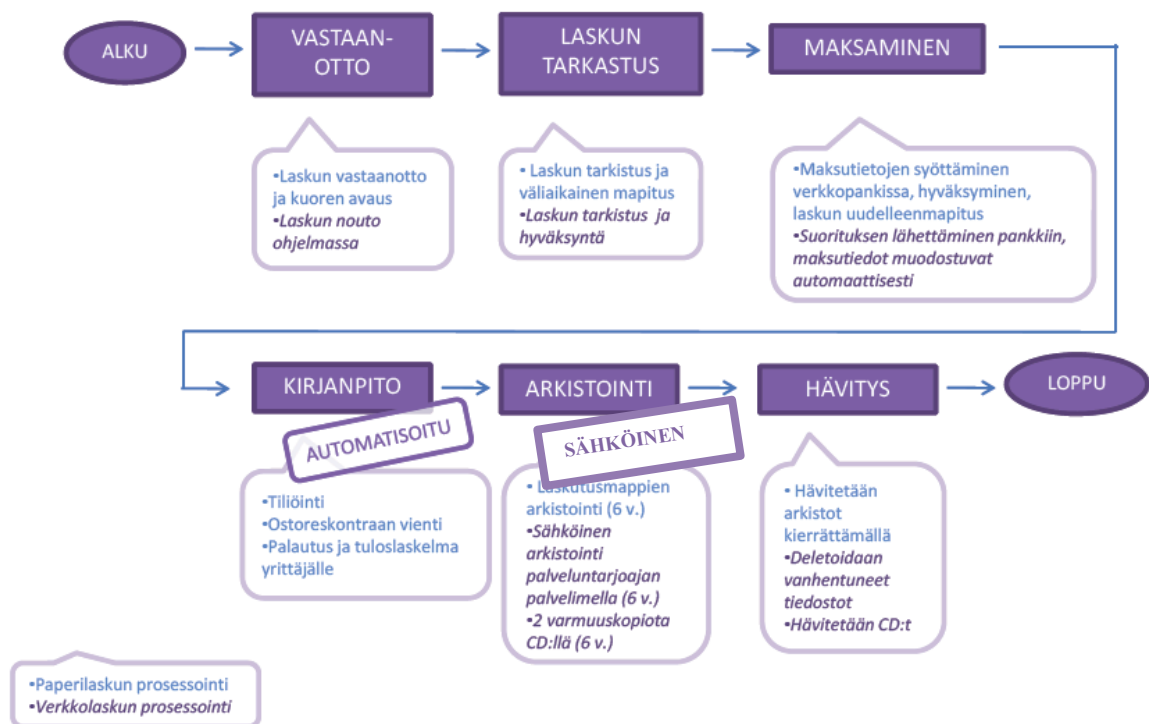 ALKU
VASTAAN-
OTTO
LASKUN
TARKASTUS
MAKSAMINEN
•Laskun vastaanotto
ja kuoren avaus
•Laskun nouto
ohjelmassa
• Laskun tarkistus ja
väliaikainen mapitus
•Laskun tarkistus ja
hyväksyntä
•Maksutietojen syöttäminen
verkkopankissa, hyväksyminen,
laskun uudelleenmapitus
•Suorituksen lähettäminen pankkiin,
maksutiedot muodostuvat
automaattisesti
KIRJANPITO
ARKISTOINTI
HÄVITYS
LOPPU
AUTOMATISOITU
SÄHKÖINEN
•Tiliöinti
•Ostoreskontraan vienti
•Palautus ja tuloslaskelma
yrittäjälle
• Laskutusmappien
arkistointi (6 v.)
•Sähköinen
arkistointi
palveluntarjoajan
palvelimella (6 v.)
•2 varmuuskopiota
CD:llä (6 v.)
• Hävitetään
arkistot
kierrättämällä
•Deletoidaan
vanhentuneet
tiedostot
•Hävitetään CD:t
•Paperilaskun prosessointi
•Verkkolaskun prosessointi